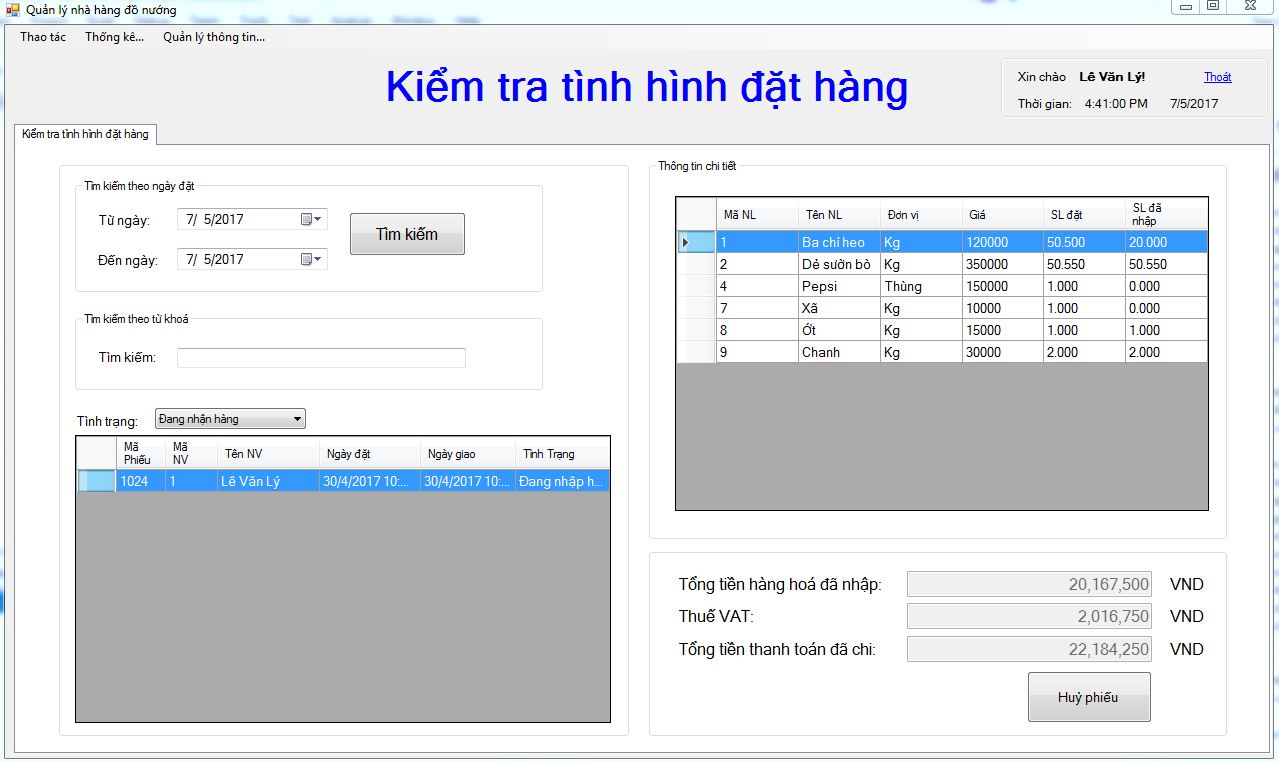 Quản lý nhà hàng đồ nướng
Thao tác Thống kê... Quản lý thông tin...
Kiểm tra tình hình đặt hàng
Xin chào Lê Văn Lý! Thoát
Thời gian: 4:41:00 PM 7/5/2017
Kiểm tra tình hình đặt hàng
Tìm kiếm theo ngày đặt
Từ ngày: 7/ 5/2017
Tìm kiếm
Đến ngày: 7/ 5/2017
Tìm kiếm theo từ khoá
Tìm kiếm:
Tình trạng: Đang nhận hàng
Mã Phiếu Mã NV Tên NV Ngày đặt Ngày giao Tình Trạng
1024 1 Lê Văn Lý 30/4/2017 10:... 30/4/2017 10:... Đang nhập h...
Thông tin chi tiết
Mã NL Tên NL Đơn vị Giá SL đặt SL đã nhập
1 Ba chỉ heo Kg 120000 50.500 20.000
2 Dẻ sườn bò Kg 350000 50.550 50.550
4 Pepsi Thùng 150000 1.000 0.000
7 Xã Kg 10000 1.000 0.000
8 Ớt Kg 15000 1.000 1.000
9 Chanh Kg 30000 2.000 2.000
Tổng tiền hàng hoá đã nhập: 20,167,500 VND
Thuế VAT: 2,016,750 VND
Tổng tiền thanh toán đã chi: 22,184,250 VND
Huỷ phiếu